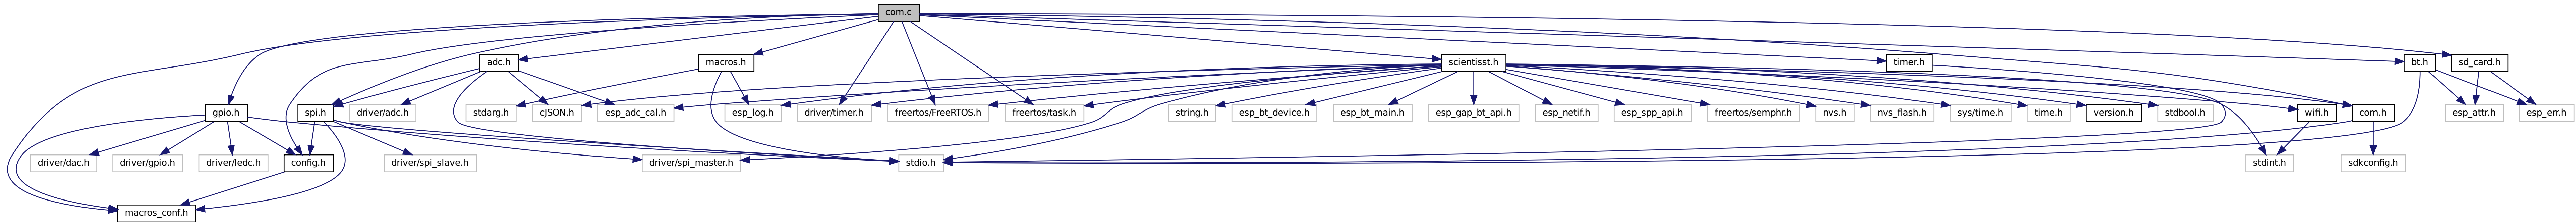 com.c
adc.h
macros.h
scientisst.h
timer.h
bt.h
sd_card.h
gpio.h
spi.h
driver/adc.h
stdarg.h
cJSON.h
esp_adc_cal.h
esp_log.h
driver/timer.h
freertos/FreeRTOS.h
freertos/task.h
string.h
esp_bt_device.h
esp_bt_main.h
esp_gap_bt_api.h
esp_netif.h
esp_spp_api.h
freertos/semphr.h
nvs.h
nvs_flash.h
sys/time.h
time.h
version.h
stdbool.h
wifi.h
com.h
esp_attr.h
esp_err.h
driver/dac.h
driver/gpio.h
driver/ledc.h
config.h
driver/spi_slave.h
driver/spi_master.h
stdio.h
stdint.h
sdkconfig.h
macros_conf.h